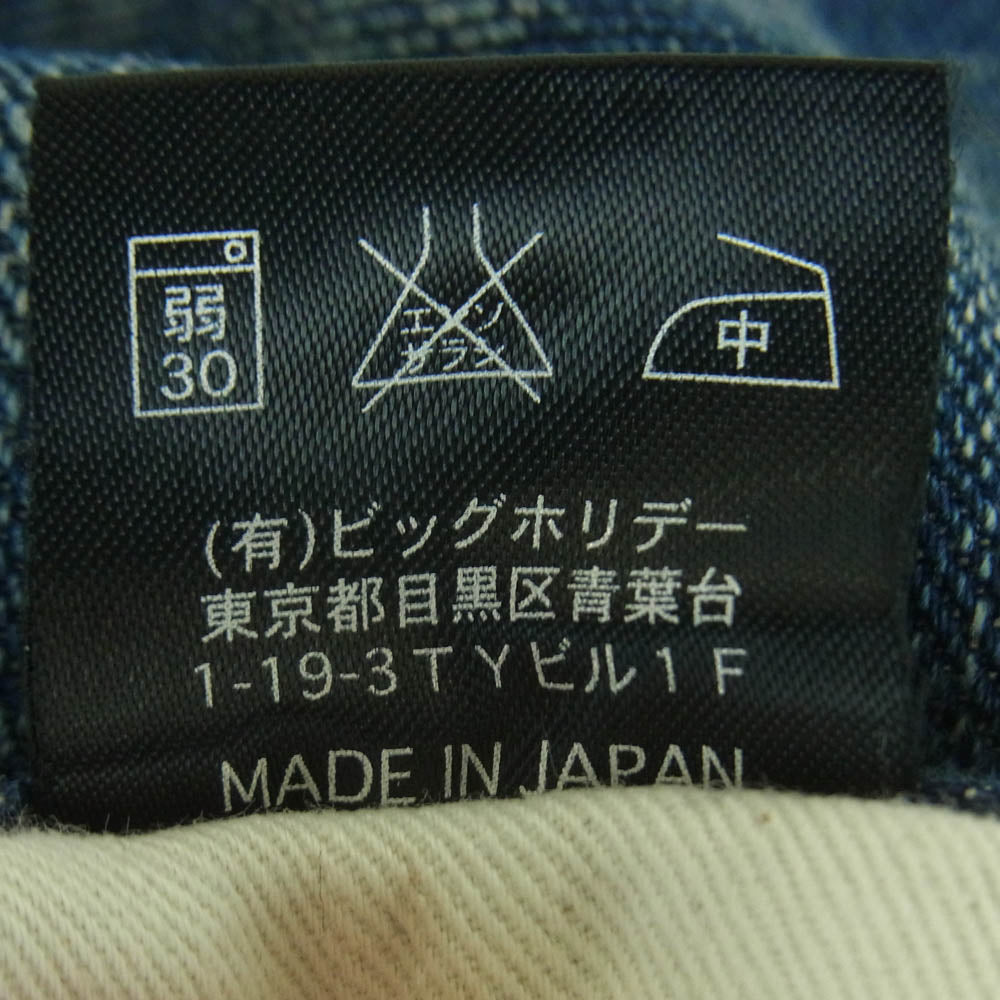 弱
30
エンソ
サラシ
中
(有)ビッグホリデー
東京都目黒区青葉台
1-19-3TYビル1F
MADE IN JAPAN